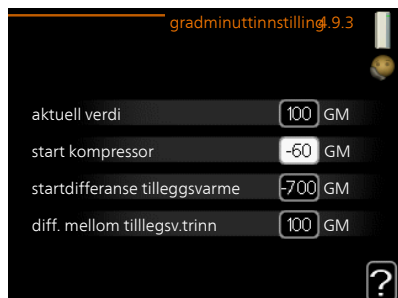 gradminuttinnstilling 4.9.3
aktuell verdi 100 GM
start kompressor -60 GM
startdifferanse tilleggsvarme -700 GM
diff. mellom tilllegsv.trinn 100 GM
?